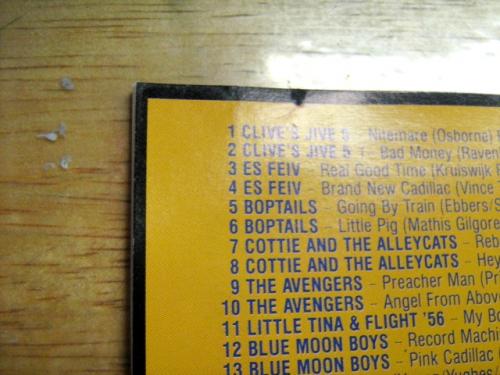 1 CLIVE'S JIVE 5 - Nitemare (Osborne)
2 CLIVE'S JIVE 5 - Bad Money (Raven
3 ES FEIV - Real Good Time (Kruiswijk
4 ES FEIV - Brand New Cadillac (Vince
5 BOPTAILS - Going By Train (Ebbers/S
6 BOPTAILS - Little Pig (Mathis Gilgore
7 COTTIE AND THE ALLEYCATS - Reb
8 COTTIE AND THE ALLEYCATS - Hey
9 THE AVENGERS - Preacher Man (Pr
10 THE AVENGERS - Angel From Above
11 LITTLE TINA & FLIGHT '56 - My Bo
12 BLUE MOON BOYS - Record Machi
13 BLUE MOON BOYS - Pink Cadillac (